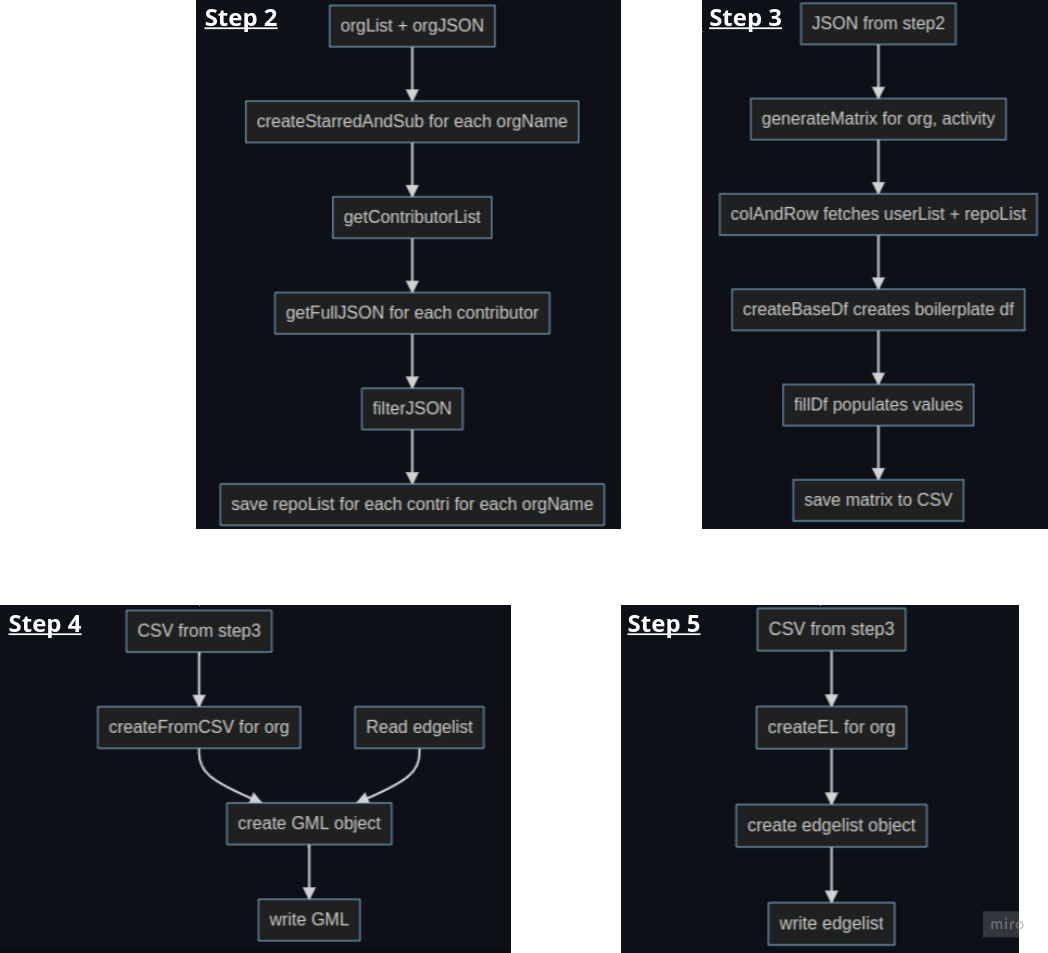 Step 2
orgList + orgJSON
createStarredAndSub for each orgName
getContributorList
getFullJSON for each contributor
filterJSON
save repoList for each contri for each orgName
Step 3
JSON from step2
generateMatrix for org, activity
colAndRow fetches userList + repoList
createBaseDf creates boilerplate df
fillDf populates values
save matrix to CSV
Step 4
CSV from step3
createFromCSV for org
Read edgelist
create GML object
write GML
Step 5
CSV from step3
createEL for org
create edgelist object
write edgelist
miro